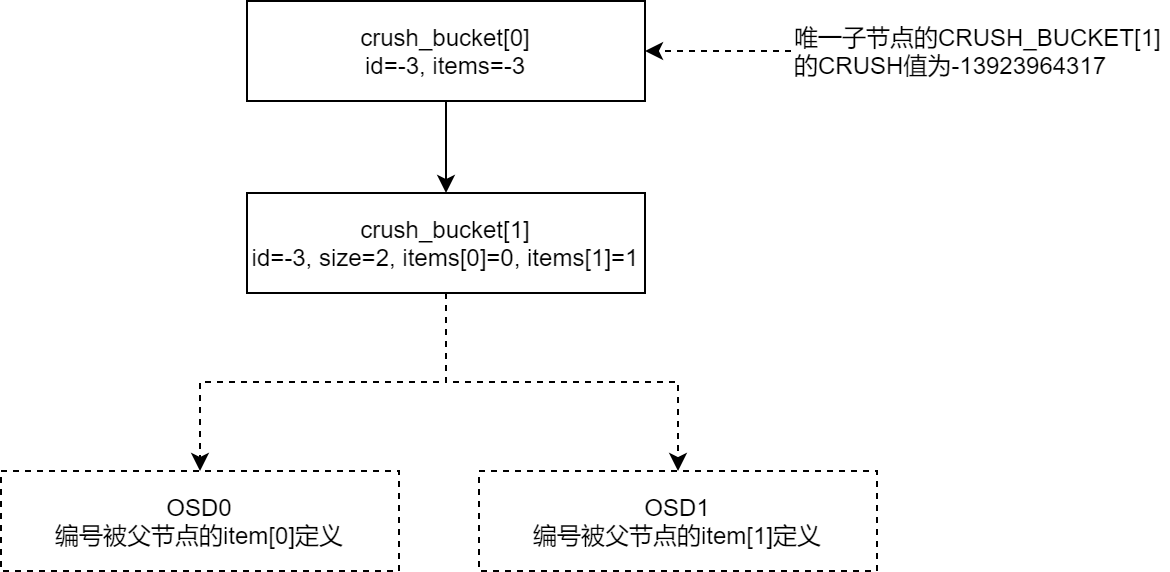 crush_bucket[0]
id=-3, items=-3
唯一子节点的CRUSH_BUCKET[1]
的CRUSH值为-13923964317
crush_bucket[1]
id=-3, size=2, items[0]=0, items[1]=1
OSD0
编号被父节点的item[0]定义
OSD1
编号被父节点的item[1]定义